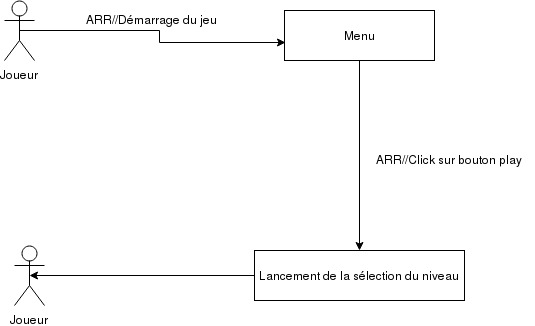 ARR//Démarrage du jeu
Menu
Joueur
ARR//Click sur bouton play
Lancement de la sélection du niveau
Joueur